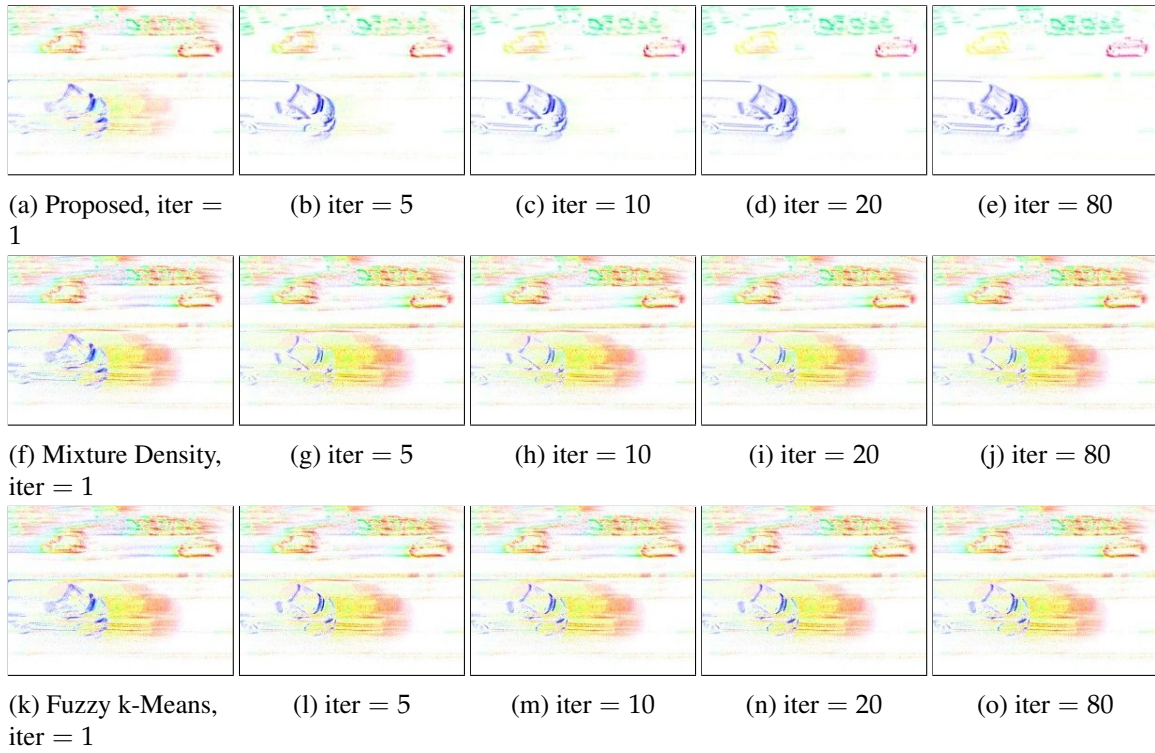 (a) Proposed, iter =
1
(b) iter = 5
(c) iter = 10
(d) iter = 20
(e) iter = 80
(f) Mixture Density,
iter = 1
(g) iter = 5
(h) iter = 10
(i) iter = 20
(j) iter = 80
(k) Fuzzy k-Means,
iter = 1
(l) iter = 5
(m) iter = 10
(n) iter = 20
(o) iter = 80